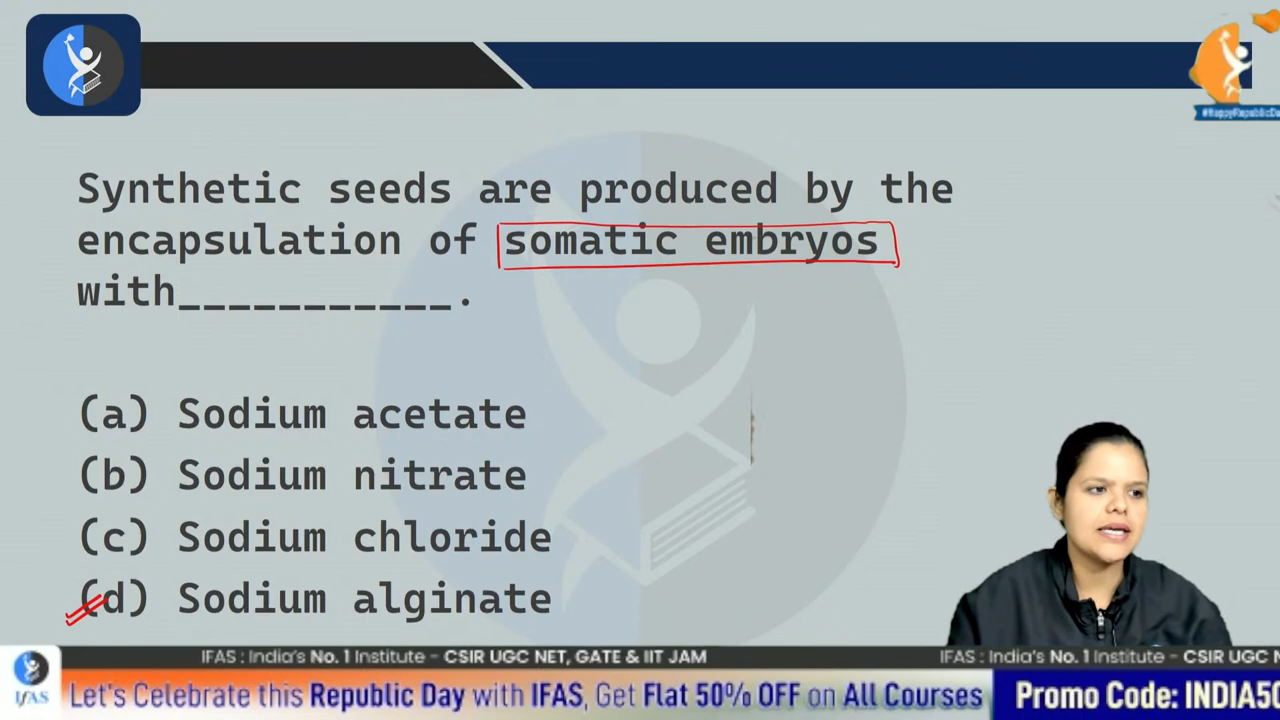 #HappyRepublicDa
Synthetic seeds are produced by the
encapsulation of somatic embryos
with___________.
(a) Sodium acetate
(b) Sodium nitrate
(c) Sodium chloride
(d) Sodium alginate
IFAS : India's No. 1 Institute - CSIR UGC NET, GATE & IIT JAM
IFAS : India's No. 1 Institute - CSIR UGC N
IFAS
Let's Celebrate this Republic Day with IFAS, Get Flat 50% OFF on All Courses
Promo Code: INDIA50